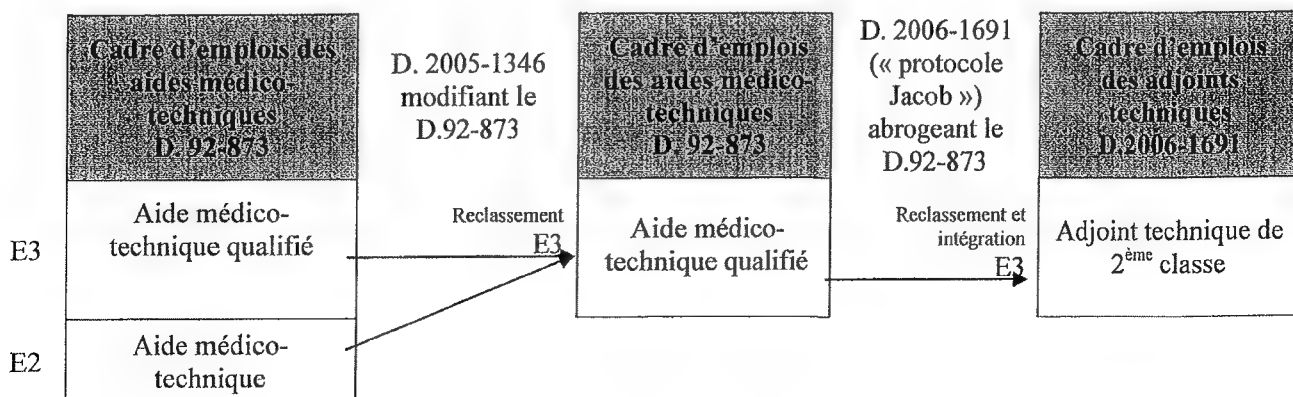 Cadre d'emplois des
aides médico-
techniques
D. 92-873
D. 2005-1346
modifiant le
D.92-873
Cadre d'emplois
des aides médico-
techniques
D. 92-873
D. 2006-1691
(« protocole
Jacob »)
abrogeant le
D.92-873
Cadre d'emplois
des adjoints
techniques
D.2006-1691
E3
Aide médico-
technique qualifié
Reclassement
E3
Aide médico-
technique qualifié
Reclassement et
intégration
E3
Adjoint technique de
2ème classe
E2
Aide médico-
technique